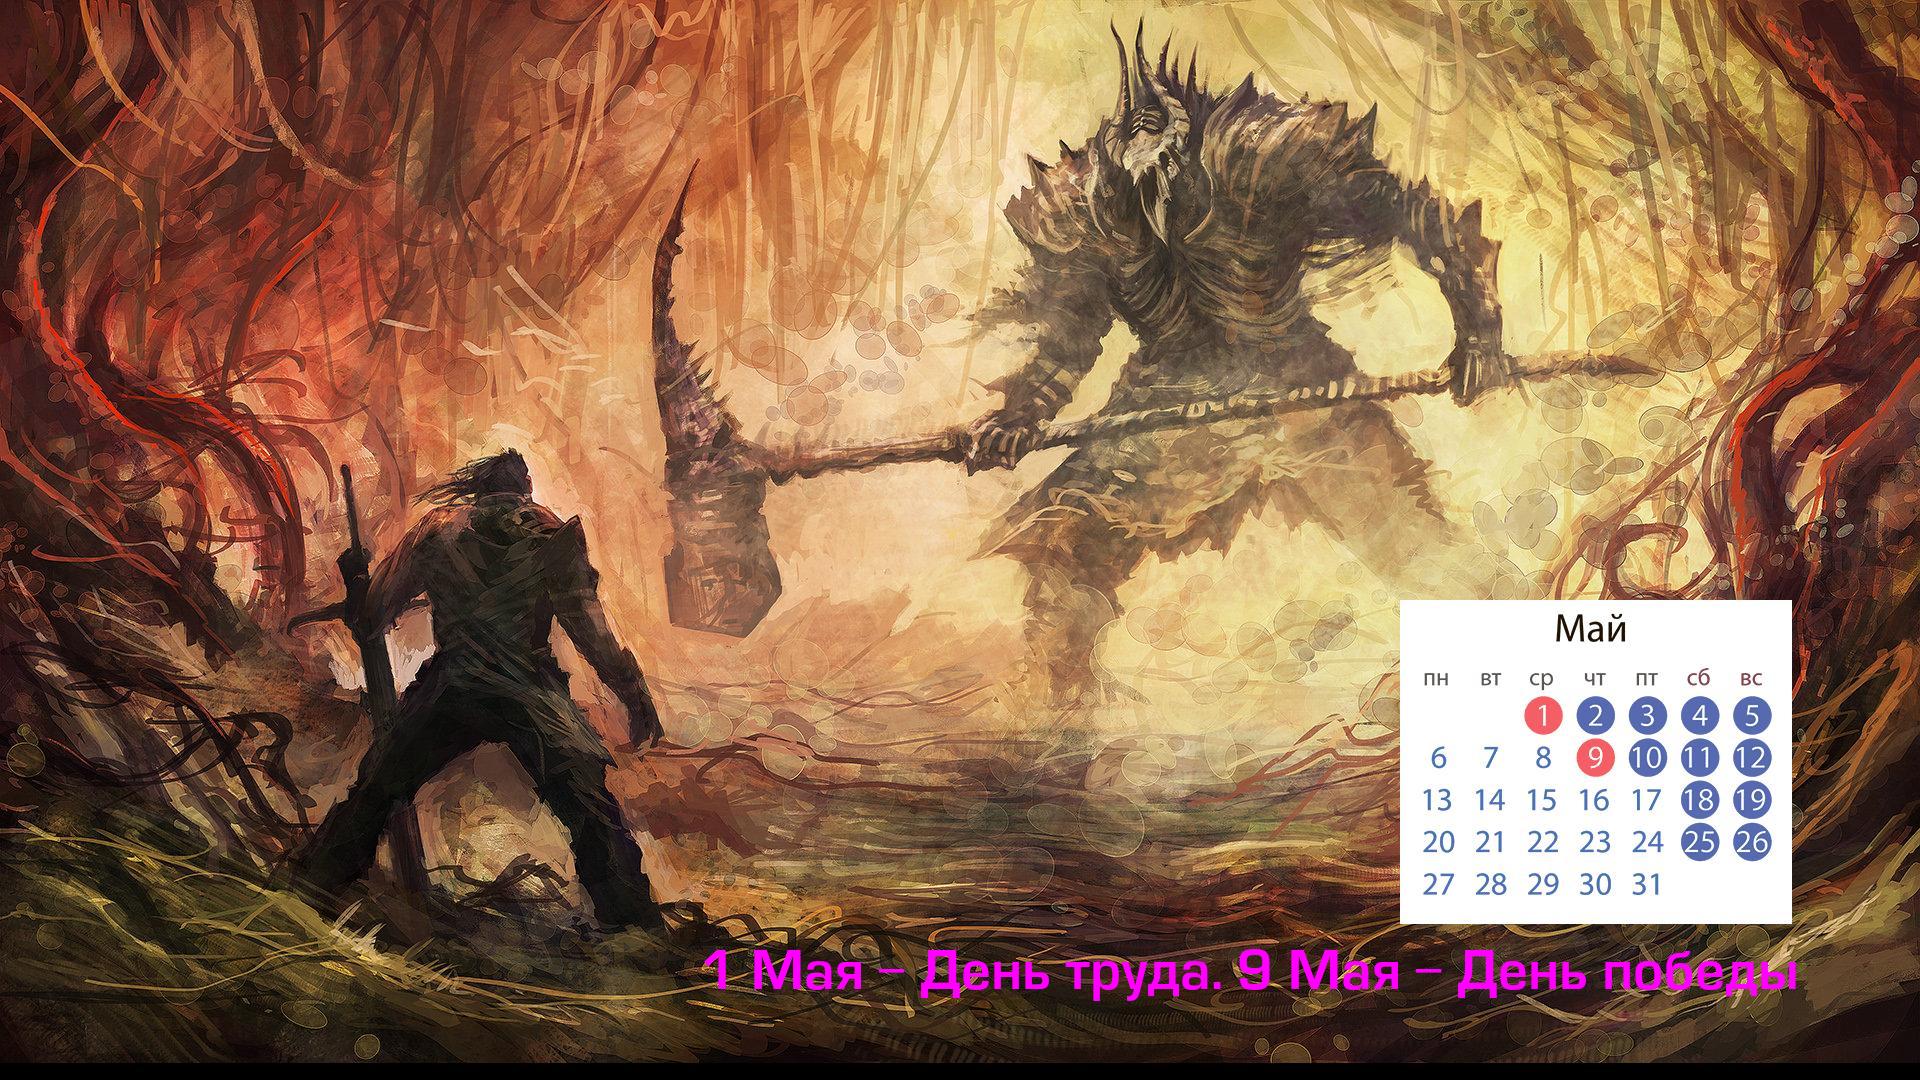 Май
пн вт ср чт пт сб вс
1 2 3 4 5
6 7 8 9 10 11 12
13 14 15 16 17 18 19
20 21 22 23 24 25 26
27 28 29 30 31
1 Мая – День труда. 9 Мая – День победы